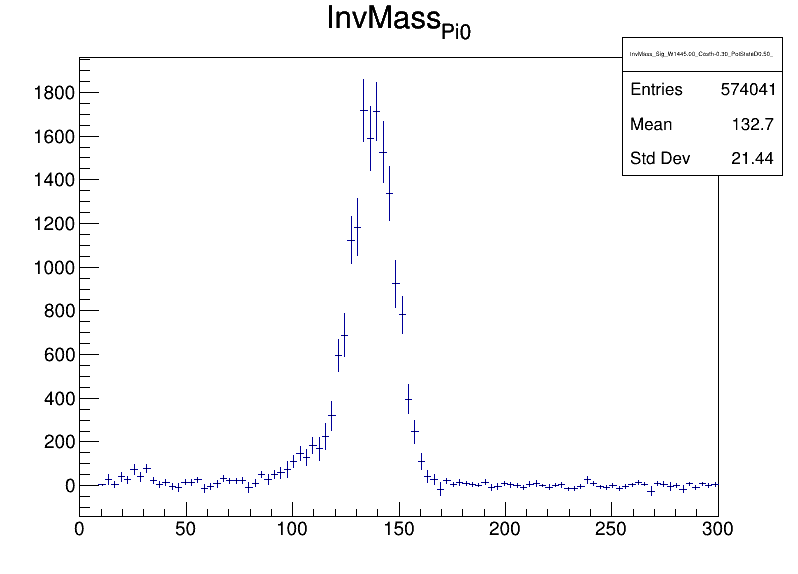 InvMass_Pi0
InvMass_Sig_W1445.00_Costh-0.30_PolStateD0.50_
Entries 574041
Mean 132.7
Std Dev 21.44
1800
1600
1400
1200
1000
800
600
400
200
0
0 50 100 150 200 250 300